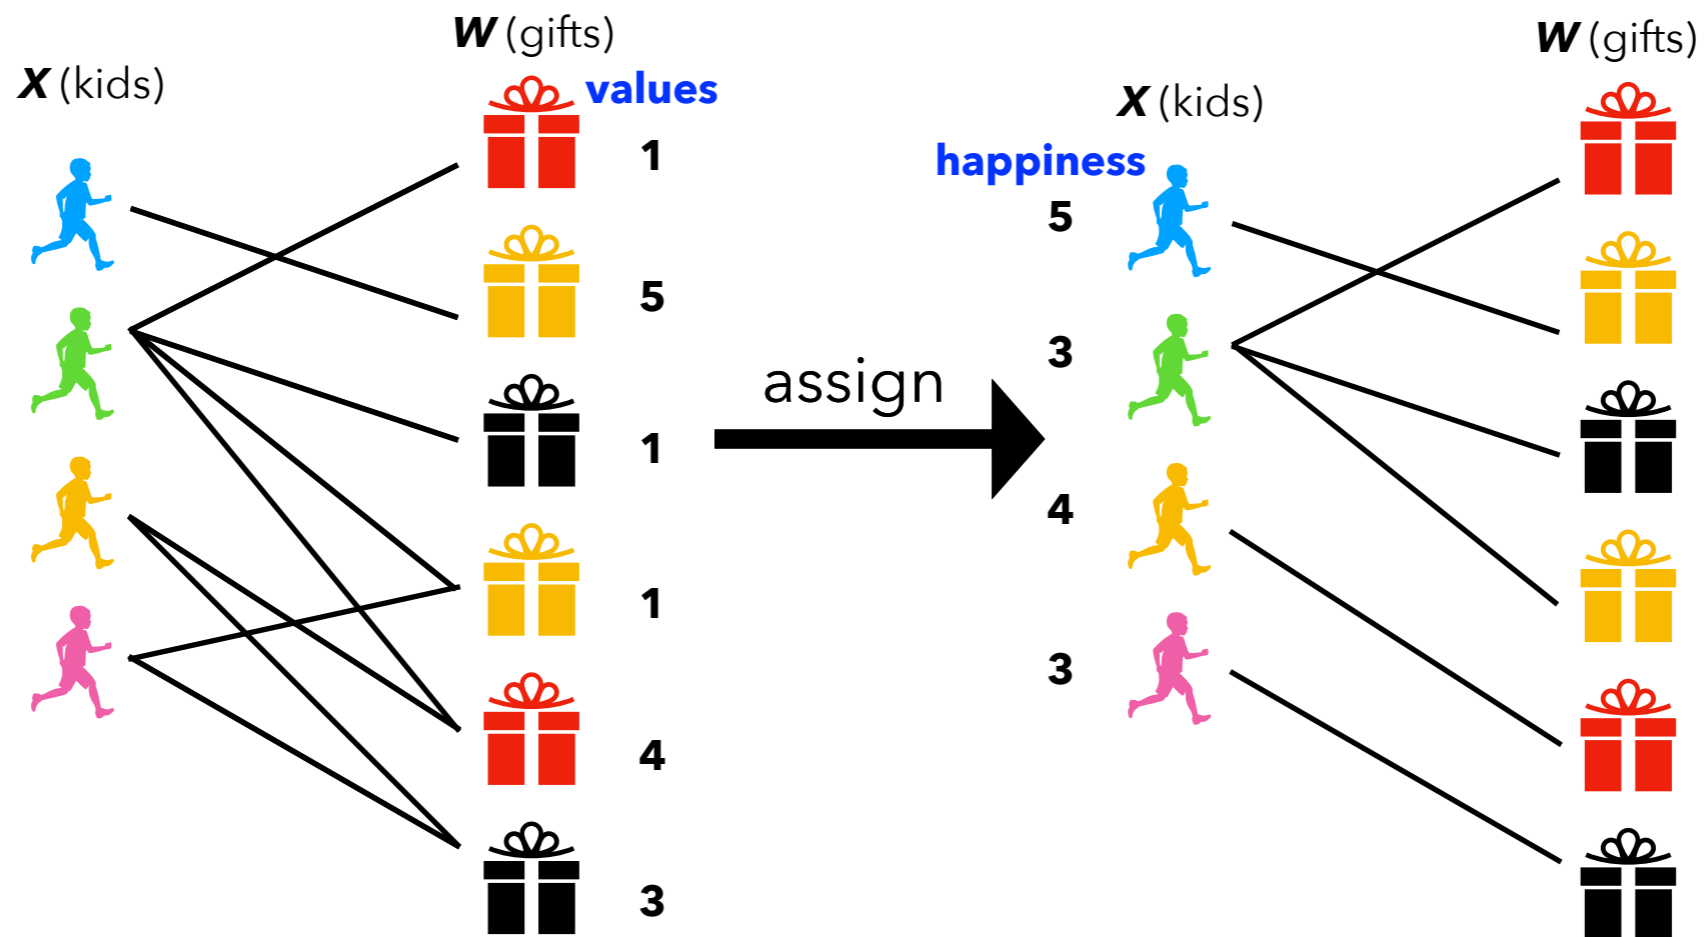 X (kids)
W (gifts)
values
1
5
1
1
4
3
assign
X (kids)
W (gifts)
happiness
5
3
4
3